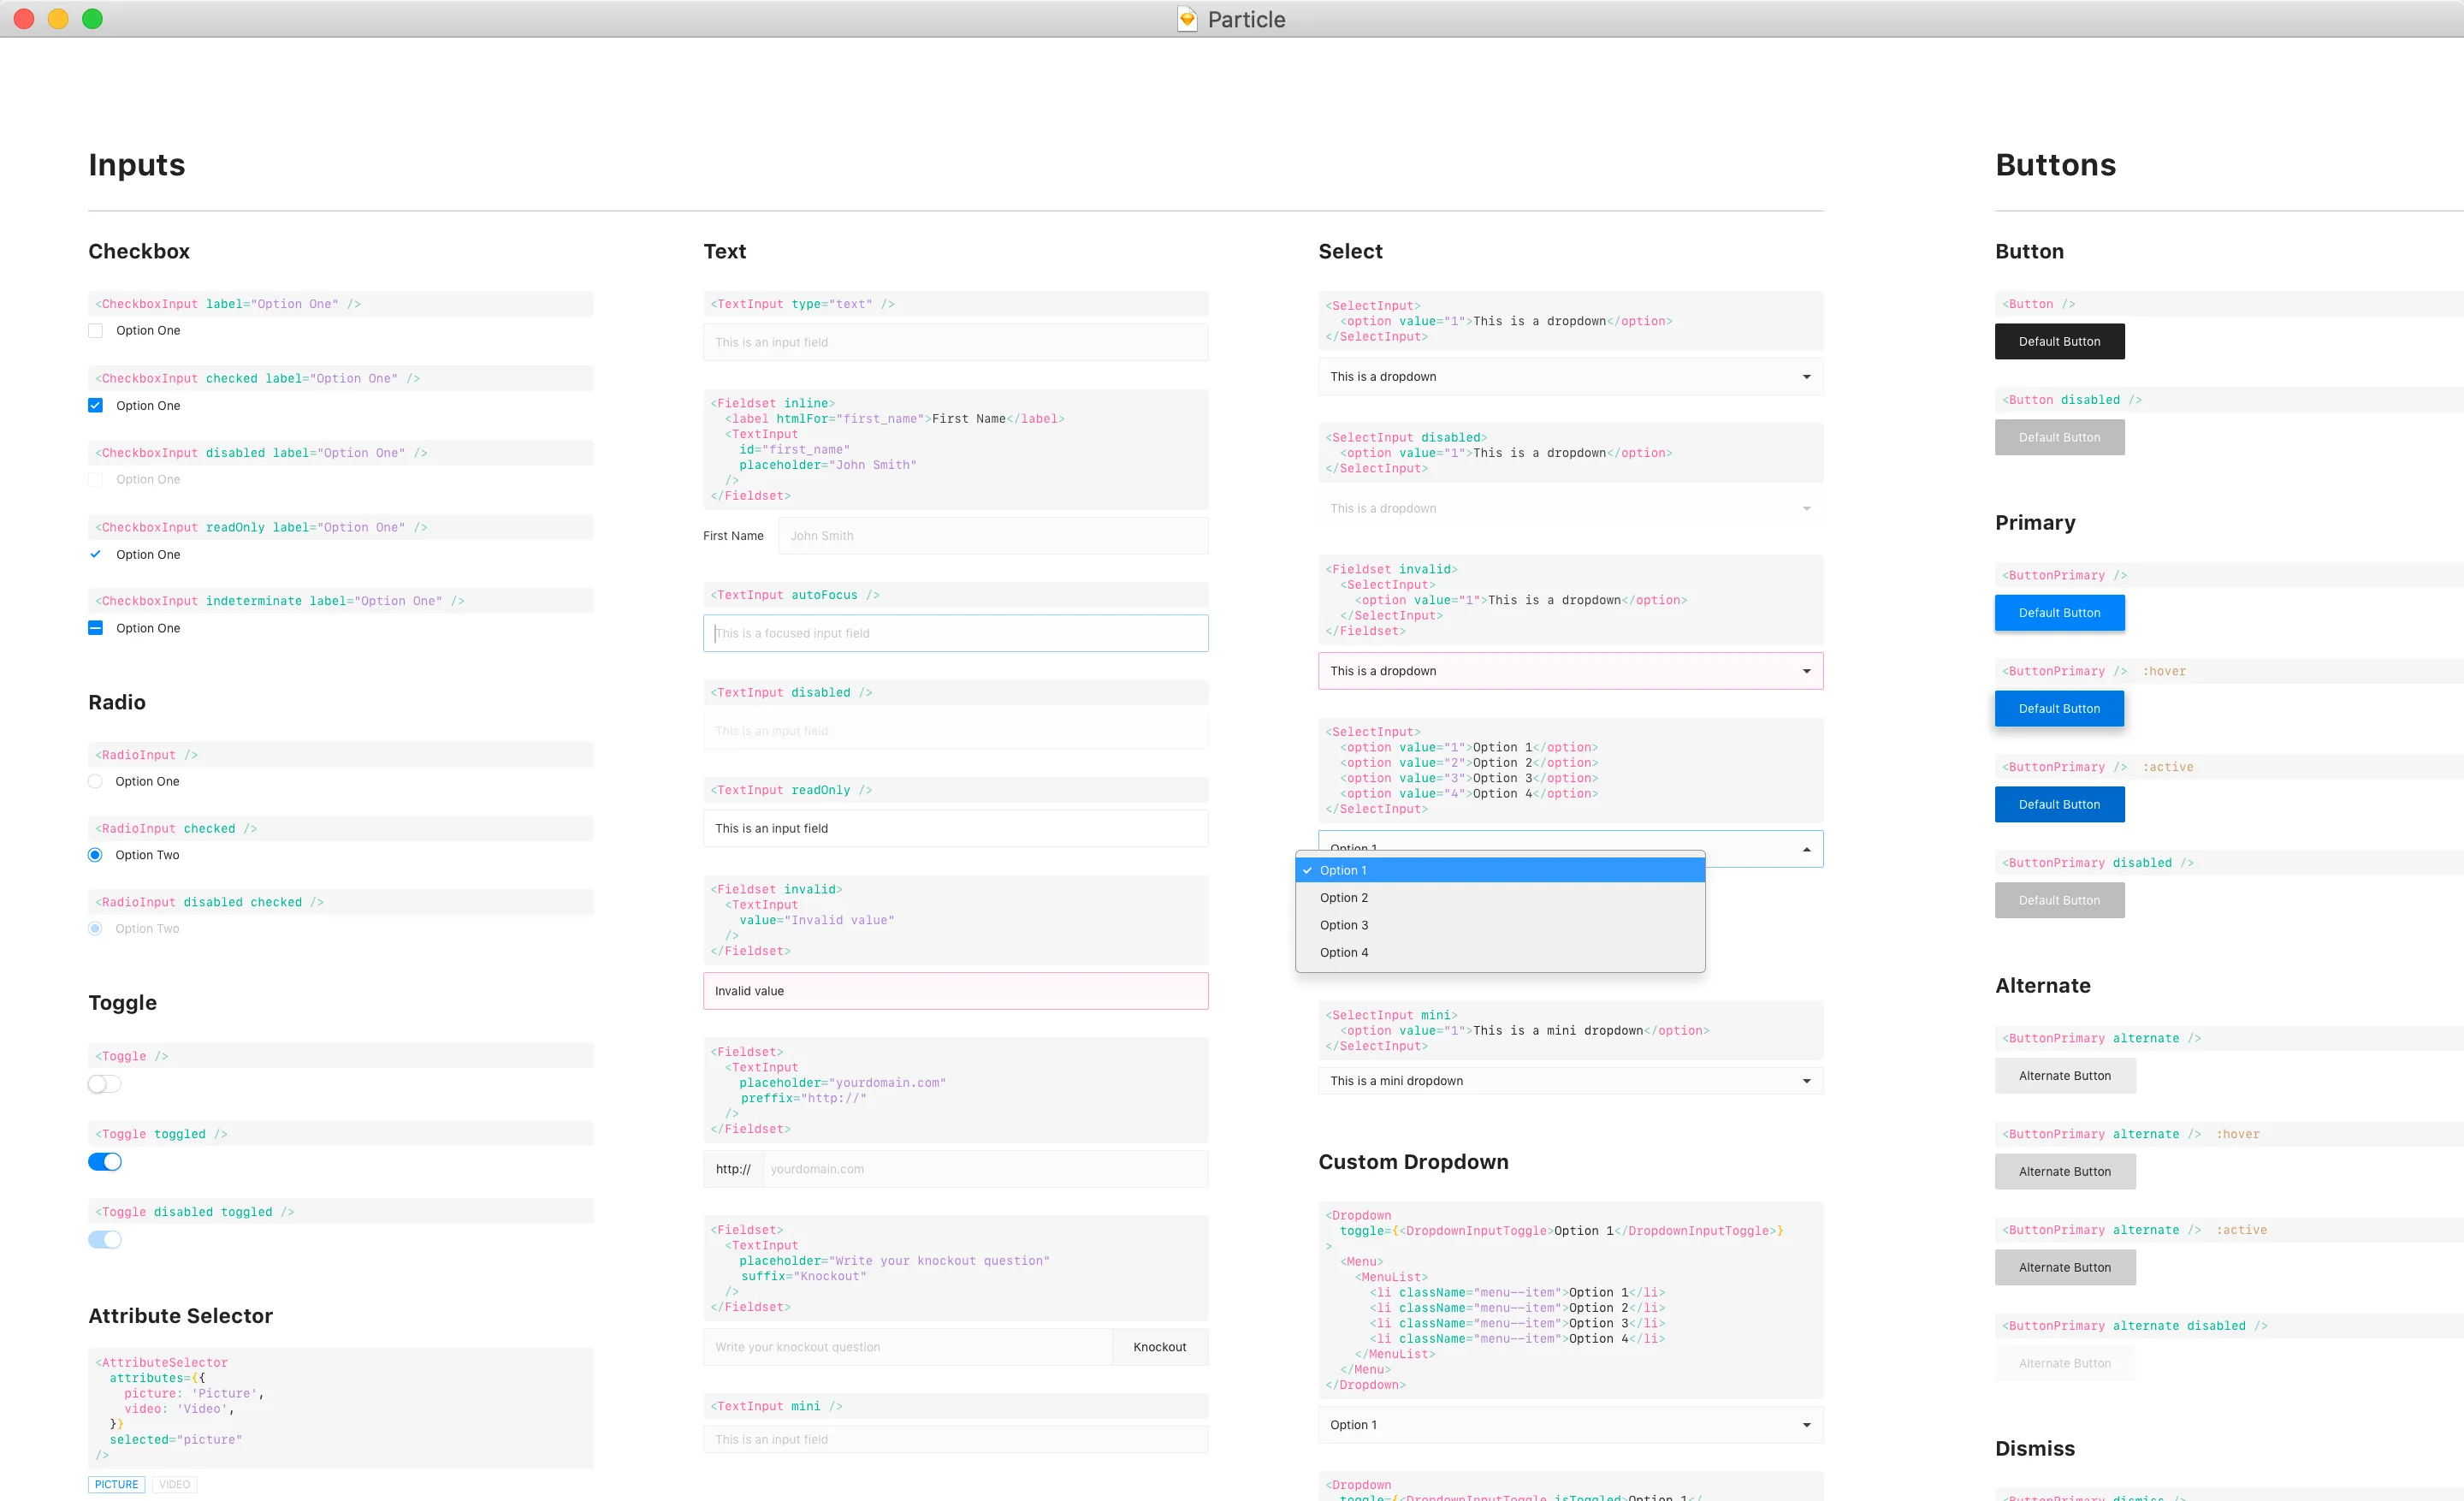 Particle
Inputs
Checkbox
<CheckboxInput label="Option One" />
Option One
<CheckboxInput checked label="Option One" />
Option One
<CheckboxInput disabled label="Option One" />
Option One
<CheckboxInput readOnly label="Option One" />
Option One
<CheckboxInput indeterminate label="Option One" />
Option One
Radio
<RadioInput />
Option One
<RadioInput checked />
Option Two
<RadioInput disabled checked />
Option Two
Toggle
<Toggle />
<Toggle toggled />
<Toggle disabled toggled />
Attribute Selector
<AttributeSelector
attributes={{
picture: 'Picture',
video: 'Video',
}}
selected="picture"
/>
PICTURE VIDEO
Text
<TextInput type="text" />
This is an input field
<Fieldset inline>
<label htmlFor="first_name">First Name</label>
<TextInput
id="first_name"
placeholder="John Smith"
/>
</Fieldset>
First Name John Smith
<TextInput autoFocus />
This is a focused input field
<TextInput disabled />
This is an input field
<TextInput readOnly />
This is an input field
<Fieldset invalid>
<TextInput
value="Invalid value"
/>
</Fieldset>
Invalid value
<Fieldset>
<TextInput
placeholder="yourdomain.com"
preffix="http://"
/>
</Fieldset>
http:// yourdomain.com
<Fieldset>
<TextInput
placeholder="Write your knockout question"
suffix="Knockout"
/>
</Fieldset>
Write your knockout question Knockout
<TextInput mini />
This is an input field
Select
<SelectInput>
<option value="1">This is a dropdown</option>
</SelectInput>
This is a dropdown
<SelectInput disabled>
<option value="1">This is a dropdown</option>
</SelectInput>
This is a dropdown
<Fieldset invalid>
<SelectInput>
<option value="1">This is a dropdown</option>
</SelectInput>
</Fieldset>
This is a dropdown
<SelectInput>
<option value="1">Option 1</option>
<option value="2">Option 2</option>
<option value="3">Option 3</option>
<option value="4">Option 4</option>
</SelectInput>
Option 1
Option 1
Option 2
Option 3
Option 4
<SelectInput mini>
<option value="1">This is a mini dropdown</option>
</SelectInput>
This is a mini dropdown
Custom Dropdown
<Dropdown
toggle={<DropdownInputToggle>Option 1</DropdownInputToggle>}
>
<Menu>
<MenuList>
<li className="menu--item">Option 1</li>
<li className="menu--item">Option 2</li>
<li className="menu--item">Option 3</li>
<li className="menu--item">Option 4</li>
</MenuList>
</Menu>
</Dropdown>
Option 1
<Dropdown
toggle={<DropdownInputToggle isToggled>Option 1</
Buttons
Button
<Button />
Default Button
<Button disabled />
Default Button
Primary
<ButtonPrimary />
Default Button
<ButtonPrimary /> :hover
Default Button
<ButtonPrimary /> :active
Default Button
<ButtonPrimary disabled />
Default Button
Alternate
<ButtonPrimary alternate />
Alternate Button
<ButtonPrimary alternate /> :hover
Alternate Button
<ButtonPrimary alternate /> :active
Alternate Button
<ButtonPrimary alternate disabled />
Alternate Button
Dismiss
<ButtonPrimary dismiss />